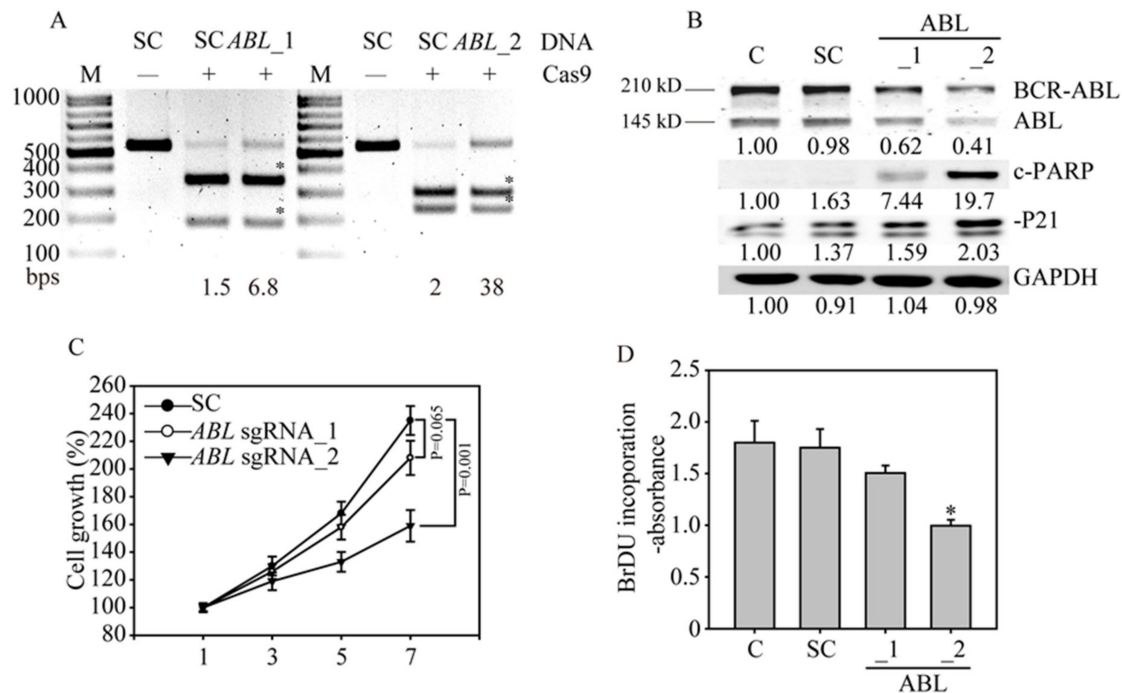 A
SC SC ABL_1 SC SC ABL_2 DNA
M — + + M — + + Cas9
1000
500
400
300
200
100
bps
* * * *
1.5 6.8 2 38
B
ABL
C SC _1 _2
210 kD BCR-ABL
145 kD ABL
1.00 0.98 0.62 0.41
c-PARP
1.00 1.63 7.44 19.7
-P21
1.00 1.37 1.59 2.03
GAPDH
1.00 0.91 1.04 0.98
C
260
240
220
200
180
160
140
120
100
80
Cell growth (%)
SC
ABL sgRNA_1
ABL sgRNA_2
P=0.065
P=0.001
1 3 5 7
D
2.5
2.0
1.5
1.0
0.5
0
BrDU incoporation
-absorbance
*
C SC _1 _2
ABL